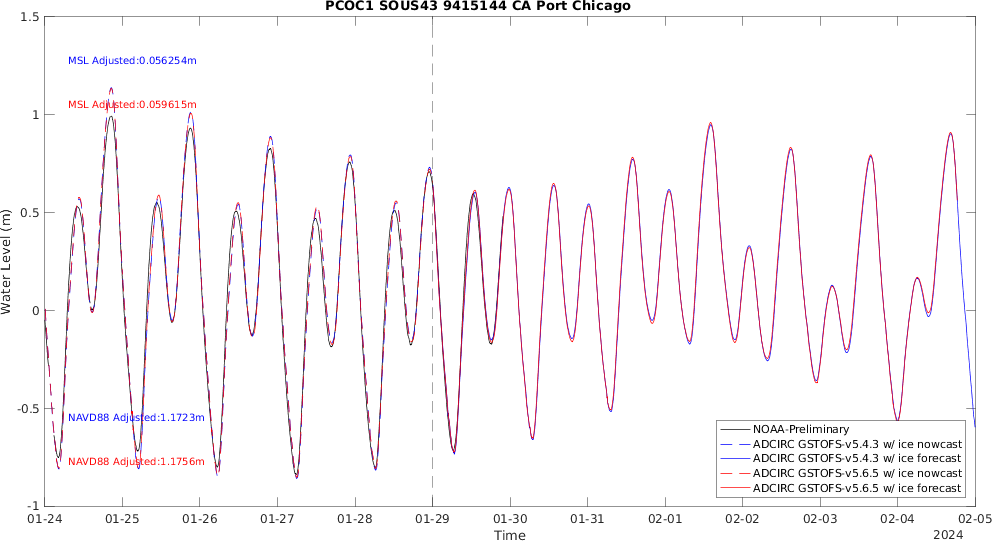 PCOC1 SOUS43 9415144 CA Port Chicago
1.5
1
0.5
0
-0.5
-1
Water Level (m)
MSL Adjusted:0.056254m
MSL Adjusted:0.059615m
NAVD88 Adjusted:1.1723m
NAVD88 Adjusted:1.1756m
NOAA-Preliminary
ADCIRC GSTOFS-v5.4.3 w/ ice nowcast
ADCIRC GSTOFS-v5.4.3 w/ ice forecast
ADCIRC GSTOFS-v5.6.5 w/ ice nowcast
ADCIRC GSTOFS-v5.6.5 w/ ice forecast
01-24 01-25 01-26 01-27 01-28 01-29 01-30 01-31 02-01 02-02 02-03 02-04 02-05
Time
2024